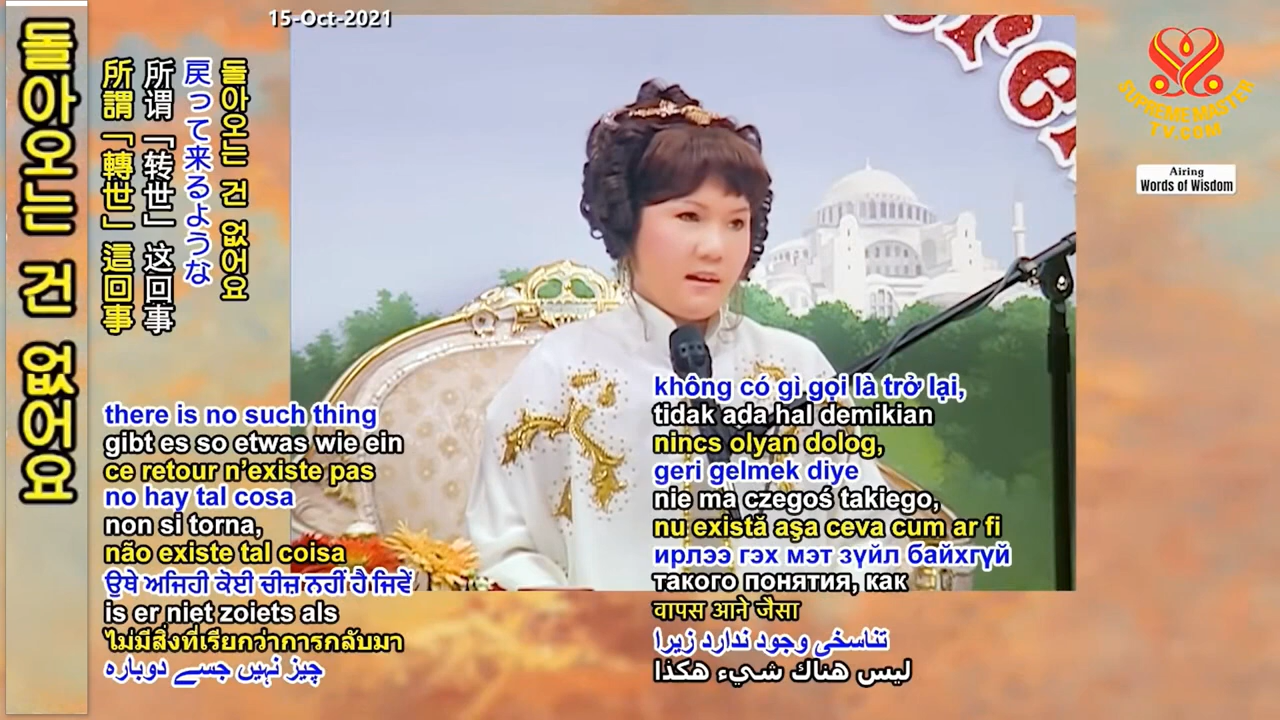 15-Oct-2021
돌아오는 건 없어요
所謂「轉世」這回事
所谓「转世」这回事
戻って来るような
돌아오는 건 없어요
SUPREME MASTER
TV.COM
Airing
Words of Wisdom
there is no such thing
gibt es so etwas wie ein
ce retour n’existe pas
no hay tal cosa
non si torna,
não existe tal coisa
ਉਥੇ ਅਜਿਹੀ ਕੋਈ ਚੀਜ਼ ਨਹੀਂ ਹੈ ਜਿਵੇਂ
is er niet zoiets als
ไม่มีสิ่งที่เรียกว่าการกลับมา
چیز نہیں جسے دوبارہ
không có gì gọi là trở lại,
tidak ada hal demikian
nincs olyan dolog,
geri gelmek diye
nie ma czegoś takiego,
nu există aşa ceva cum ar fi
ирлээ гэх мэт зүйл байхгүй
такого понятия, как
वापस आने जैसा
تناسخی وجود ندارد زیرا
ليس هناك شيء هكذا